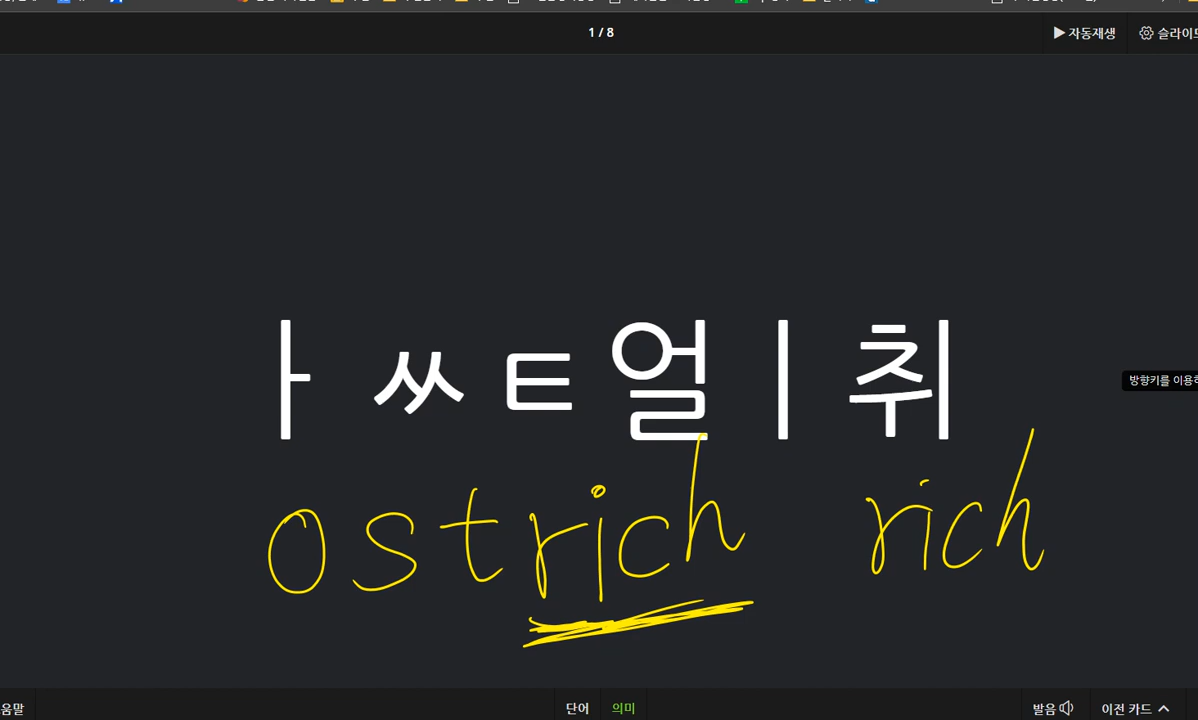 1 / 8
▶ 자동재생
ㅏ ㅆ ㅌ 얼 ㅣ 취
ostrich rich
단어 의미
발음 이전 카드